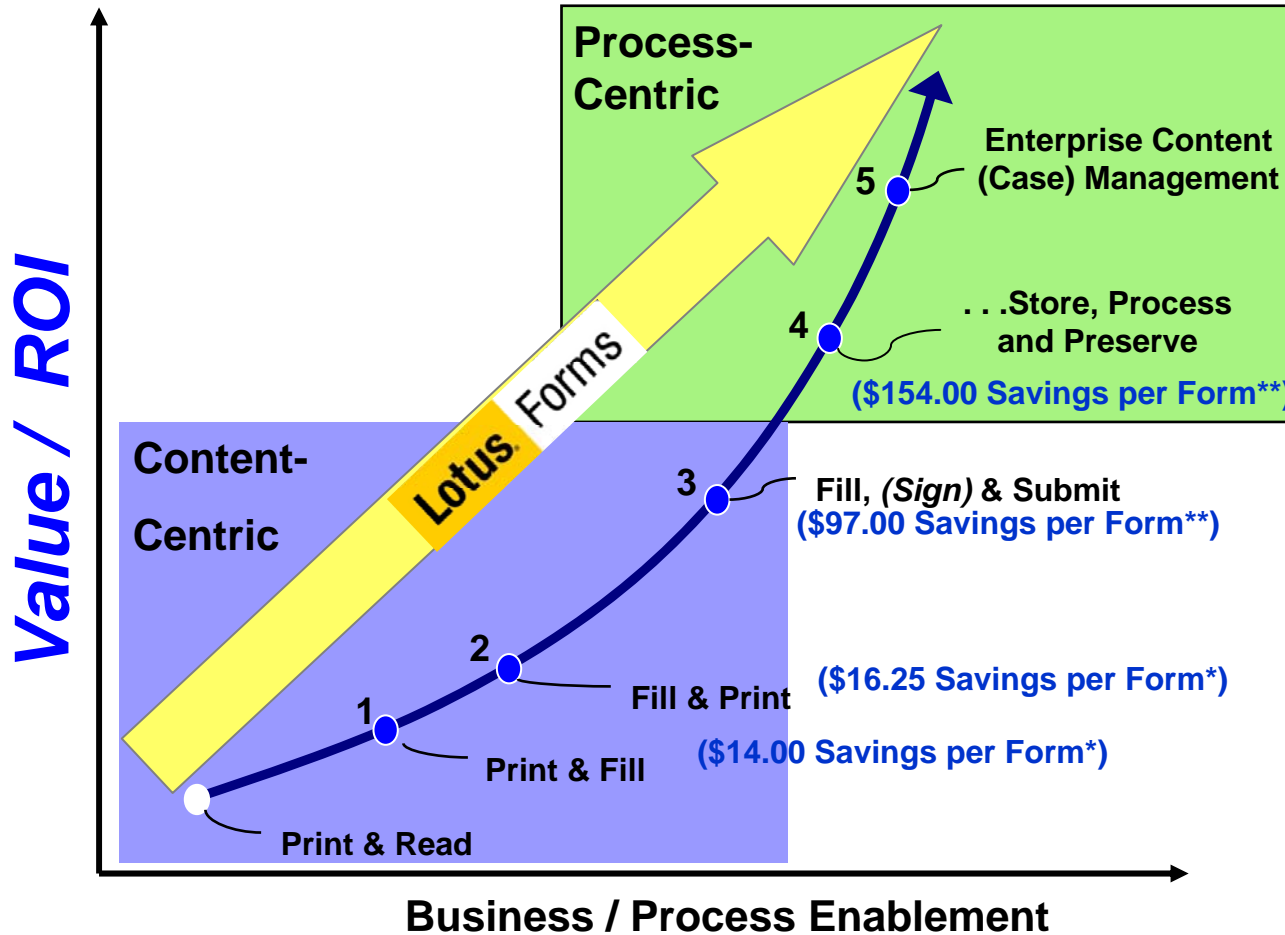 Process-
Centric
5
Enterprise Content
(Case) Management
4
. . .Store, Process
and Preserve
($154.00 Savings per Form**)
Value / ROI
Lotus. Forms
Content-
Centric
3
Fill, (Sign) & Submit
($97.00 Savings per Form**)
2
Fill & Print
($16.25 Savings per Form*)
1
Print & Fill
($14.00 Savings per Form*)
Print & Read
Business / Process Enablement